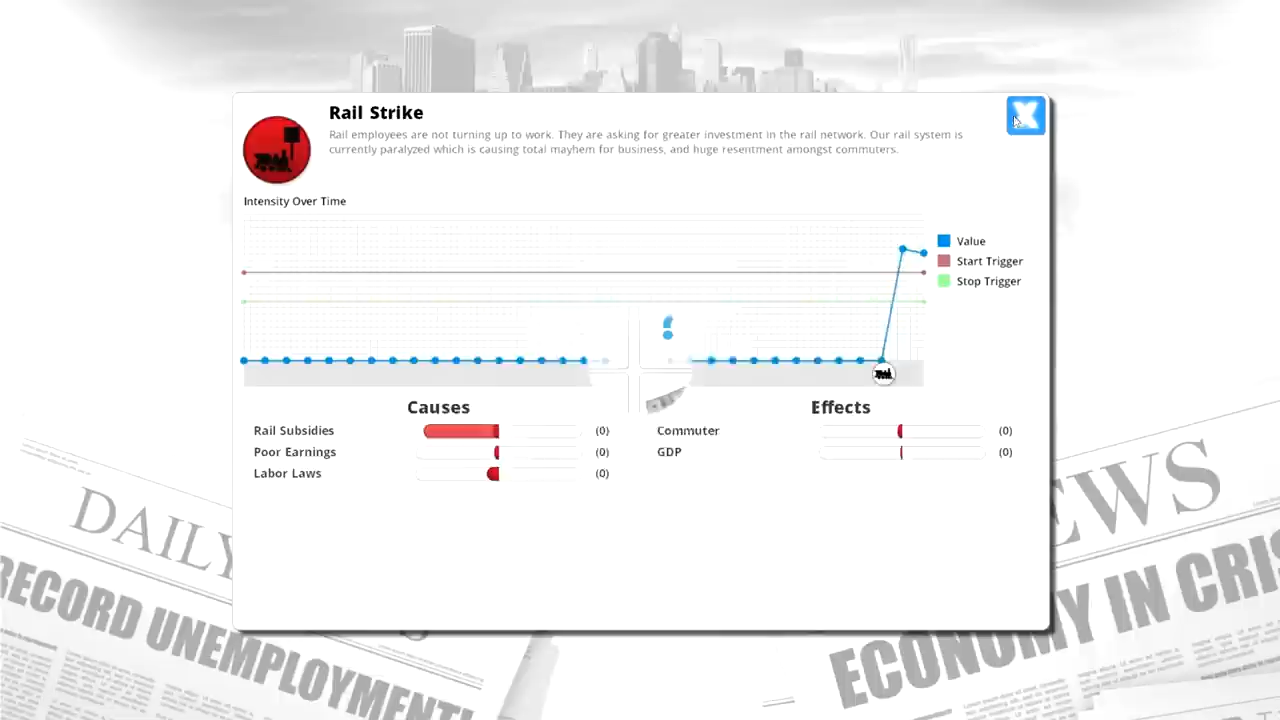 Rail Strike
Rail employees are not turning up to work. They are asking for greater investment in the rail network. Our rail system is
currently paralyzed which is causing total mayhem for business, and huge resentment amongst commuters.
Intensity Over Time
Value
Start Trigger
Stop Trigger
Causes
Effects
Rail Subsidies (0)
Commuter (0)
Poor Earnings (0)
GDP (0)
Labor Laws (0)
DAILY
EWS
RECORD UNEMPLOYMENT
ECONOMY IN CRIS